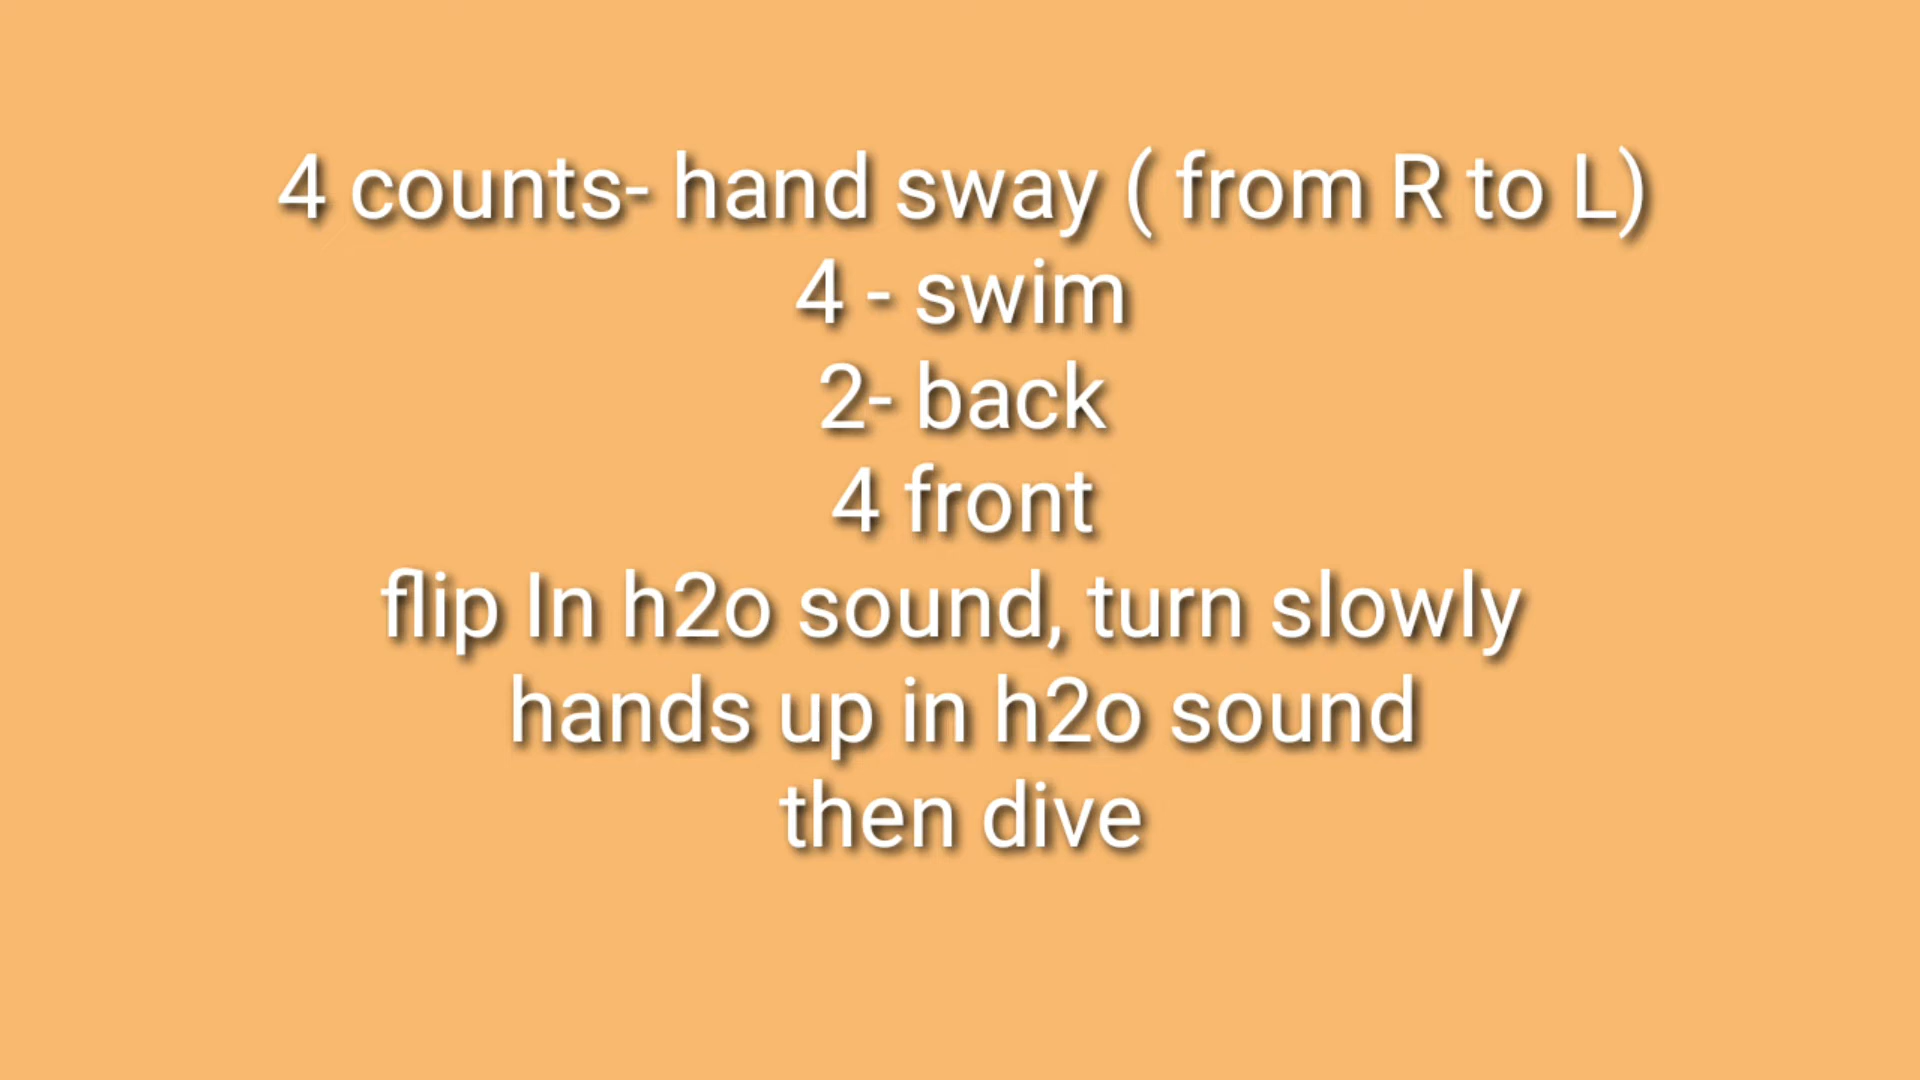 4 counts- hand sway ( from R to L)
4 - swim
2- back
4 front
flip In h2o sound, turn slowly
hands up in h2o sound
then dive